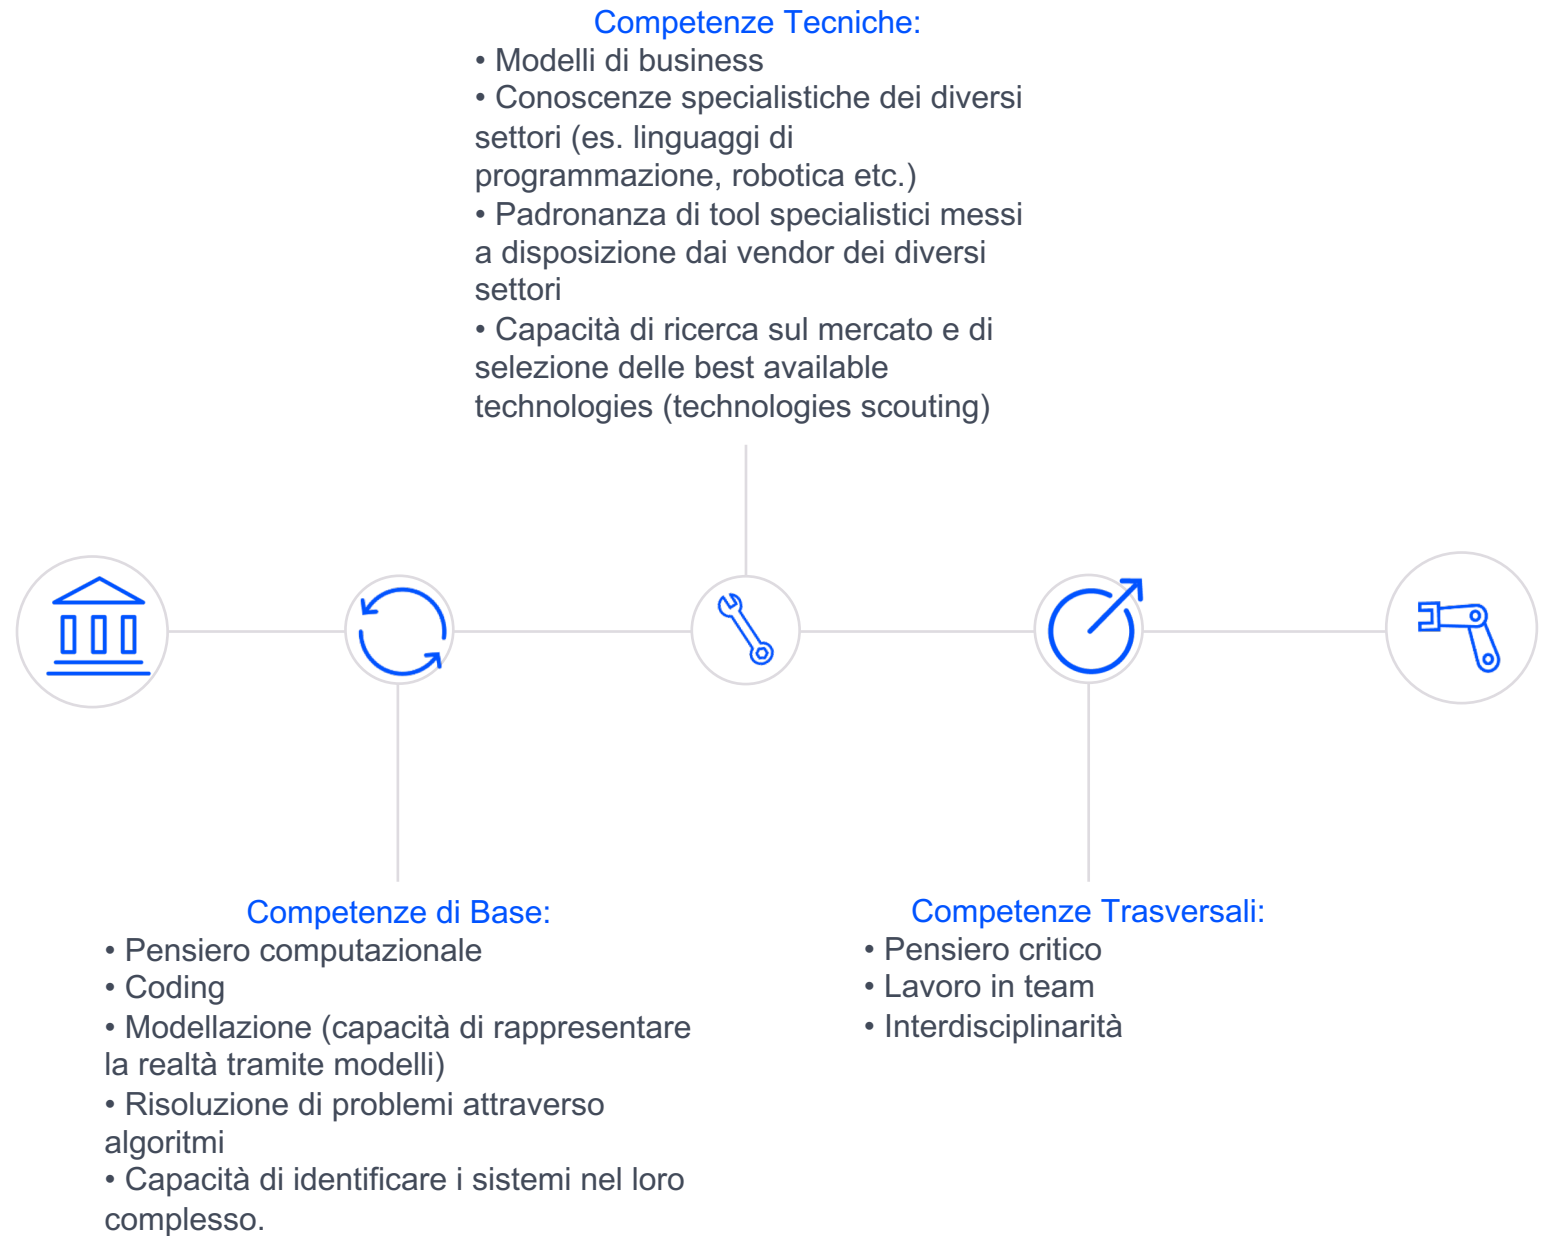 Competenze Tecniche:
• Modelli di business
• Conoscenze specialistiche dei diversi
settori (es. linguaggi di
programmazione, robotica etc.)
• Padronanza di tool specialistici messi
a disposizione dai vendor dei diversi
settori
• Capacità di ricerca sul mercato e di
selezione delle best available
technologies (technologies scouting)
Competenze di Base:
• Pensiero computazionale
• Coding
• Modellazione (capacità di rappresentare
la realtà tramite modelli)
• Risoluzione di problemi attraverso
algoritmi
• Capacità di identificare i sistemi nel loro
complesso.
Competenze Trasversali:
• Pensiero critico
• Lavoro in team
• Interdisciplinarità